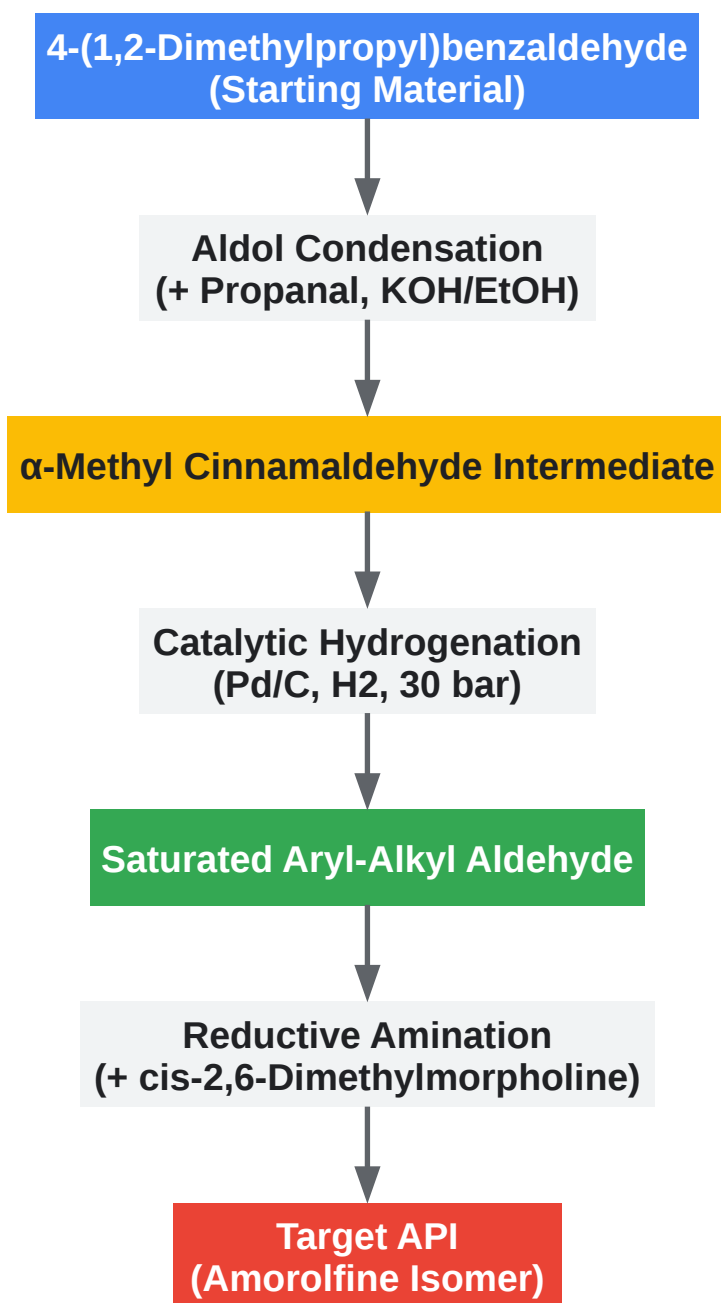 4-(1,2-Dimethylpropyl)benzaldehyde
(Starting Material)
Aldol Condensation
(+ Propanal, KOH/EtOH)
α-Methyl Cinnamaldehyde Intermediate
Catalytic Hydrogenation
(Pd/C, H2, 30 bar)
Saturated Aryl-Alkyl Aldehyde
Reductive Amination
(+ cis-2,6-Dimethylmorpholine)
Target API
(Amorolfine Isomer)